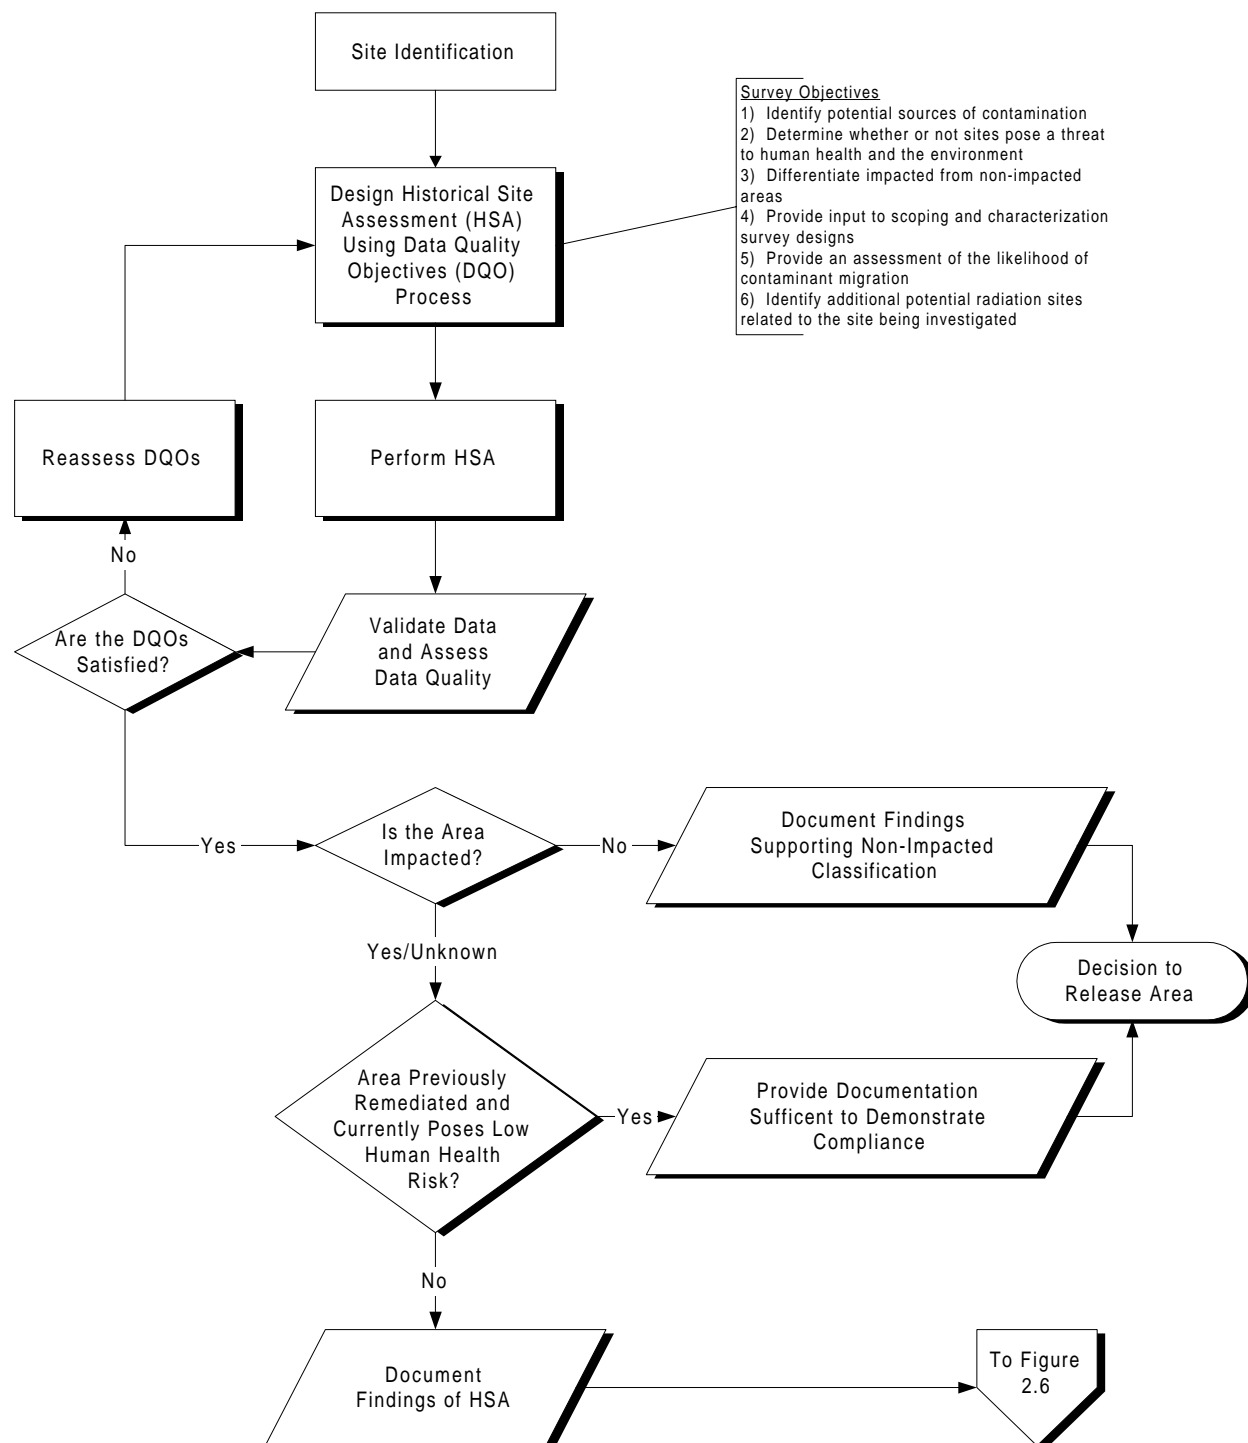 Site Identification
Survey Objectives
1) Identify potential sources of contamination
2) Determine whether or not sites pose a threat
to human health and the environment
3) Differentiate impacted from non-impacted
areas
4) Provide input to scoping and characterization
survey designs
5) Provide an assessment of the likelihood of
contaminant migration
6) Identify additional potential radiation sites
related to the site being investigated
Design Historical Site
Assessment (HSA)
Using Data Quality
Objectives (DQO)
Process
Reassess DQOs
Perform HSA
No
Are the DQOs
Satisfied?
Validate Data
and Assess
Data Quality
Yes
Is the Area
Impacted?
No
Document Findings
Supporting Non-Impacted
Classification
Yes/Unknown
Decision to
Release Area
Area Previously
Remediated and
Currently Poses Low
Human Health
Risk?
Yes
Provide Documentation
Sufficent to Demonstrate
Compliance
No
Document
Findings of HSA
To Figure
2.6